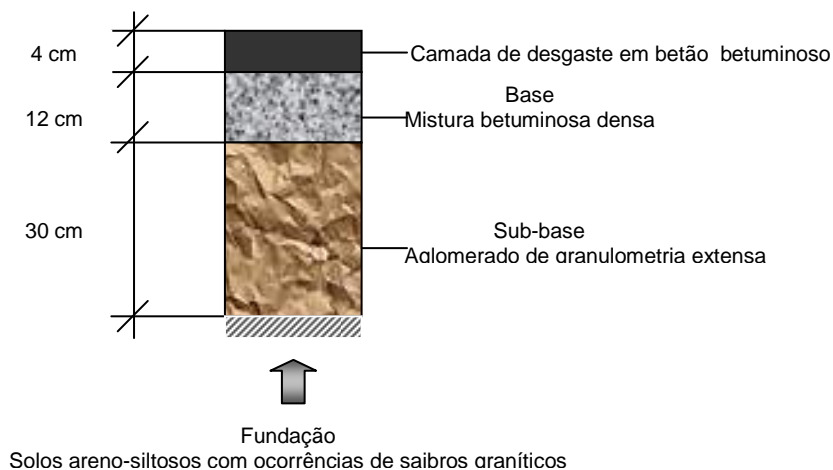 4 cm
Camada de desgaste em betão betuminoso
Base
12 cm
Mistura betuminosa densa
30 cm
Sub-base
Aglomerado de granulometria extensa
Fundação
Solos areno-siltosos com ocorrências de saibros graníticos